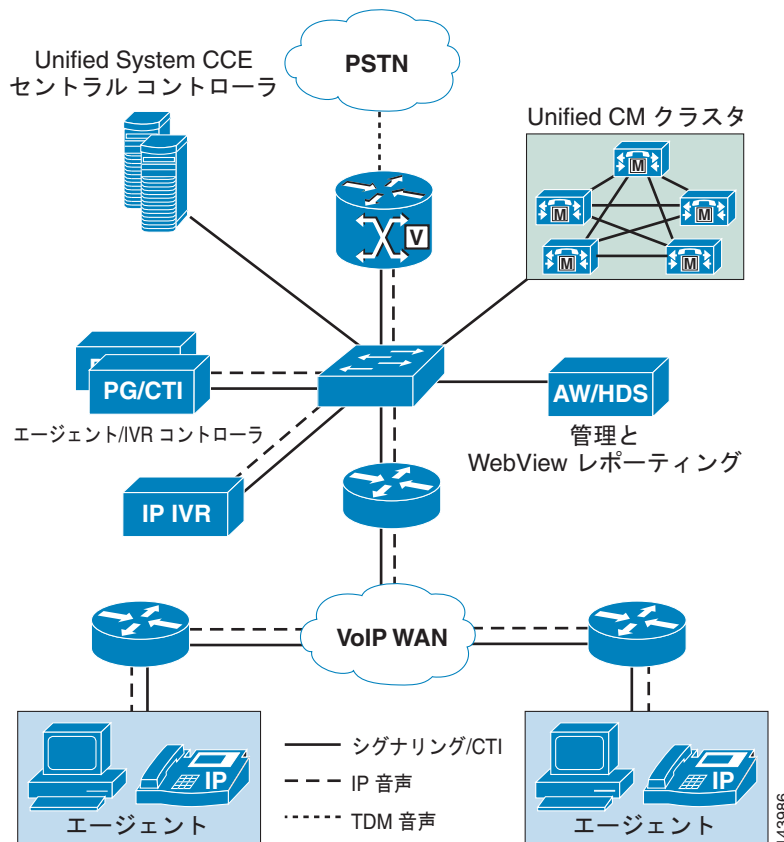 Unified System CCE
セントラル コントローラ
PSTN
Unified CM クラスタ
M
M
M
M
M
V
PG/CTI
エージェント/IVR コントローラ
AW/HDS
管理と
WebView レポーティング
IP IVR
VoIP WAN
IP
エージェント
シグナリング/CTI
IP 音声
TDM 音声
IP
エージェント
143986